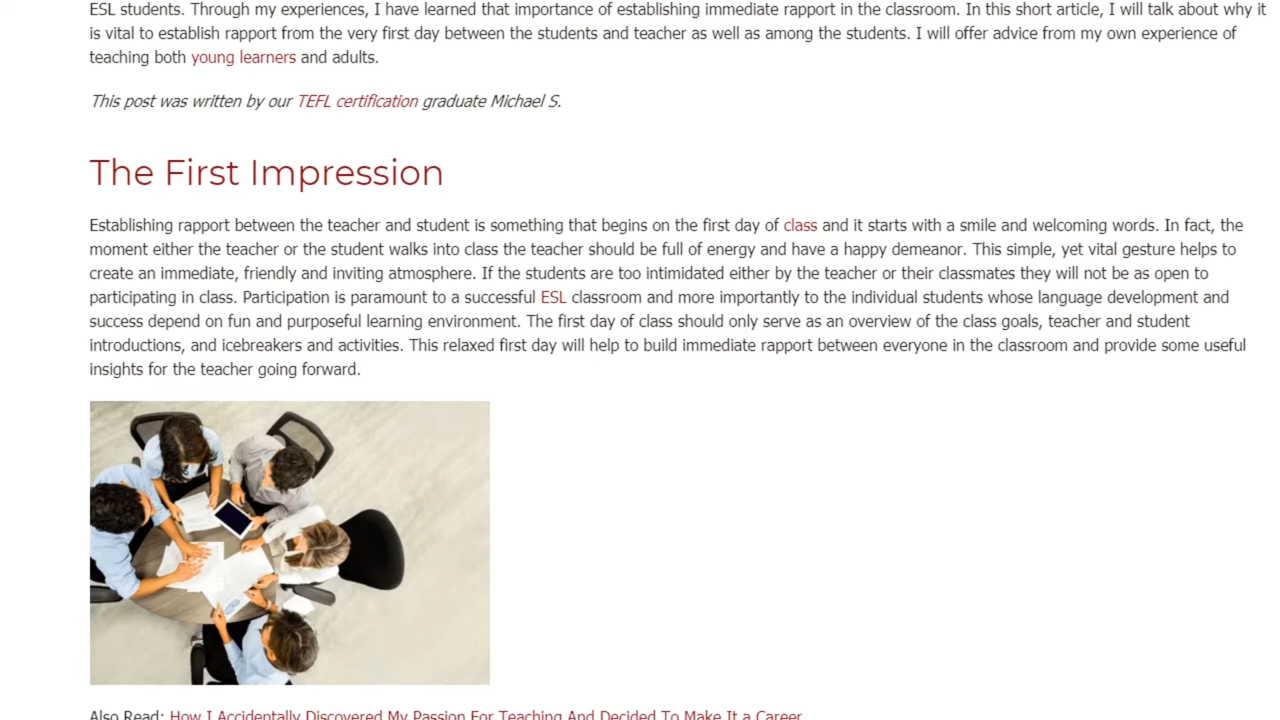 ESL students. Through my experiences, I have learned that importance of establishing immediate rapport in the classroom. In this short article, I will talk about why it
is vital to establish rapport from the very first day between the students and teacher as well as among the students. I will offer advice from my own experience of
teaching both young learners and adults.
This post was written by our TEFL certification graduate Michael S.
The First Impression
Establishing rapport between the teacher and student is something that begins on the first day of class and it starts with a smile and welcoming words. In fact, the
moment either the teacher or the student walks into class the teacher should be full of energy and have a happy demeanor. This simple, yet vital gesture helps to
create an immediate, friendly and inviting atmosphere. If the students are too intimidated either by the teacher or their classmates they will not be as open to
participating in class. Participation is paramount to a successful ESL classroom and more importantly to the individual students whose language development and
success depend on fun and purposeful learning environment. The first day of class should only serve as an overview of the class goals, teacher and student
introductions, and icebreakers and activities. This relaxed first day will help to build immediate rapport between everyone in the classroom and provide some useful
insights for the teacher going forward.
Also Read: How I Accidentally Discovered My Passion For Teaching And Decided To Make It a Career